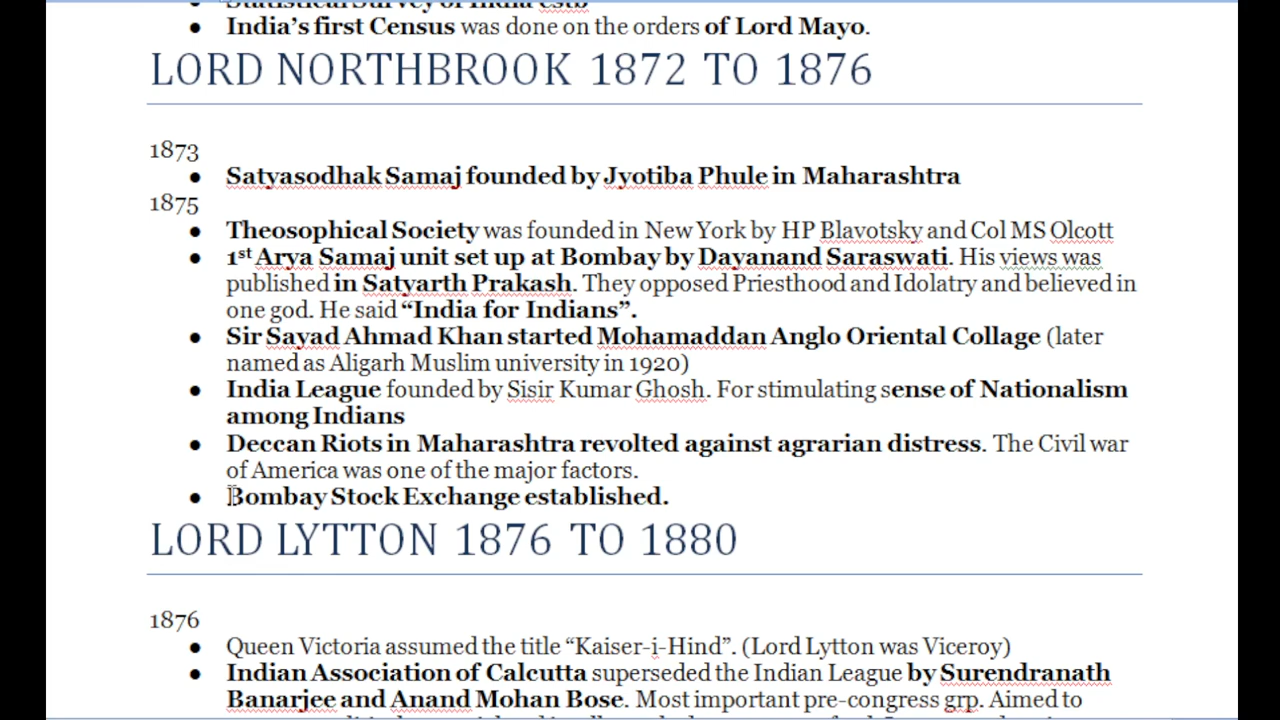 ● Statistical Survey of India estb
● India’s first Census was done on the orders of Lord Mayo.
LORD NORTHBROOK 1872 TO 1876
1873
● Satyasodhak Samaj founded by Jyotiba Phule in Maharashtra
1875
● Theosophical Society was founded in New York by HP Blavotsky and Col MS Olcott
● 1st Arya Samaj unit set up at Bombay by Dayanand Saraswati. His views was
published in Satyarth Prakash. They opposed Priesthood and Idolatry and believed in
one god. He said “India for Indians”.
● Sir Sayad Ahmad Khan started Mohamaddan Anglo Oriental Collage (later
named as Aligarh Muslim university in 1920)
● India League founded by Sisir Kumar Ghosh. For stimulating sense of Nationalism
among Indians
● Deccan Riots in Maharashtra revolted against agrarian distress. The Civil war
of America was one of the major factors.
● Bombay Stock Exchange established.
LORD LYTTON 1876 TO 1880
1876
● Queen Victoria assumed the title “Kaiser-i-Hind”. (Lord Lytton was Viceroy)
● Indian Association of Calcutta superseded the Indian League by Surendranath
Banarjee and Anand Mohan Bose. Most important pre-congress grp. Aimed to